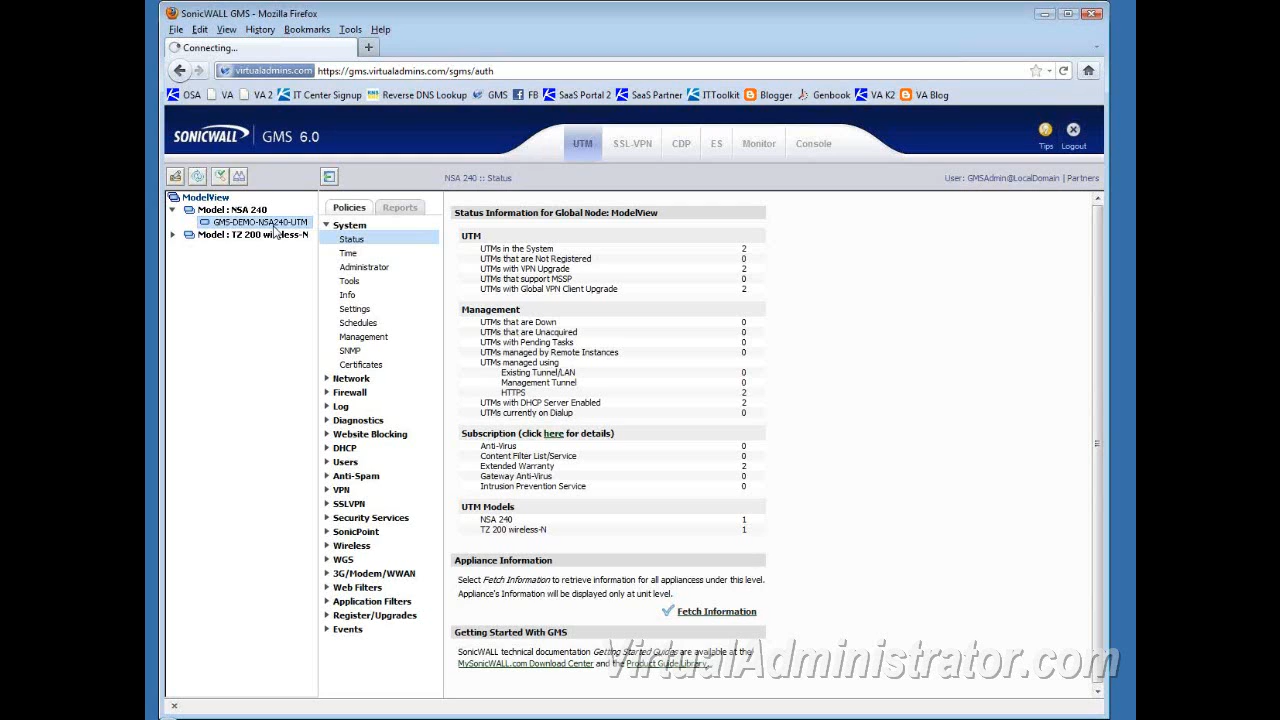 SonicWALL GMS - Mozilla Firefox
File Edit View History Bookmarks Tools Help
Connecting...
virtualadmins.com https://gms.virtualadmins.com/sgms/auth
OSA VA VA 2 IT Center Signup Reverse DNS Lookup GMS FB SaaS Portal 2 SaaS Partner ITToolkit Blogger Genbook VA K2 VA Blog
SONICWALL GMS 6.0
UTM SSL-VPN CDP ES Monitor Console
Tips Logout
NSA 240 :: Status
User: GMSAdmin@LocalDomain | Partners
ModelView
Model : NSA 240
GMS-DEMO-NSA240-UTM
Model : TZ 200 wireless-N
Policies Reports
System
Status
Time
Administrator
Tools
Info
Settings
Schedules
Management
SNMP
Certificates
Network
Firewall
Log
Diagnostics
Website Blocking
DHCP
Users
Anti-Spam
VPN
SSLVPN
Security Services
SonicPoint
Wireless
WGS
3G/Modem/WWAN
Web Filters
Application Filters
Register/Upgrades
Events
Status Information for Global Node: ModelView
UTM
UTMs in the System 2
UTMs that are Not Registered 0
UTMs with VPN Upgrade 2
UTMs that support MSSP 0
UTMs with Global VPN Client Upgrade 2
Management
UTMs that are Down 0
UTMs that are Unacquired 0
UTMs with Pending Tasks 0
UTMs managed by Remote Instances 0
UTMs managed using
Existing Tunnel/LAN 0
Management Tunnel 0
HTTPS 2
UTMs with DHCP Server Enabled 2
UTMs currently on Dialup 0
Subscription (click here for details)
Anti-Virus 0
Content Filter List/Service 0
Extended Warranty 2
Gateway Anti-Virus 0
Intrusion Prevention Service 0
UTM Models
NSA 240 1
TZ 200 wireless-N 1
Appliance Information
Select Fetch Information to retrieve information for all appliancess under this level.
Appliance's Information will be displayed only at unit level.
Fetch Information
Getting Started With GMS
SonicWALL technical documentation Getting Started Guides are available at the
MySonicWALL.com Download Center and the Product Guide Library.
VirtualAdministrator.com